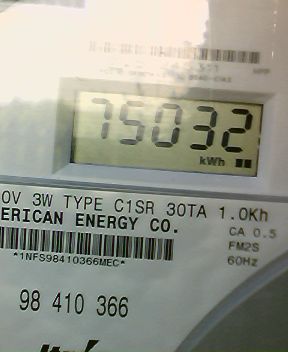 75032
kWh
0V 3W TYPE C1SR 30TA 1.0Kh
ERICAN ENERGY CO.
CA 0.5
FM2S
*1NFS98410366MEC*
60Hz
98 410 366